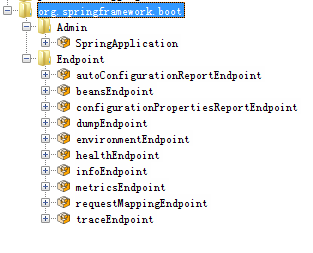 org.springframework.boot
Admin
SpringApplication
Endpoint
autoConfigurationReportEndpoint
beansEndpoint
configurationPropertiesReportEndpoint
dumpEndpoint
environmentEndpoint
healthEndpoint
infoEndpoint
metricsEndpoint
requestMappingEndpoint
traceEndpoint